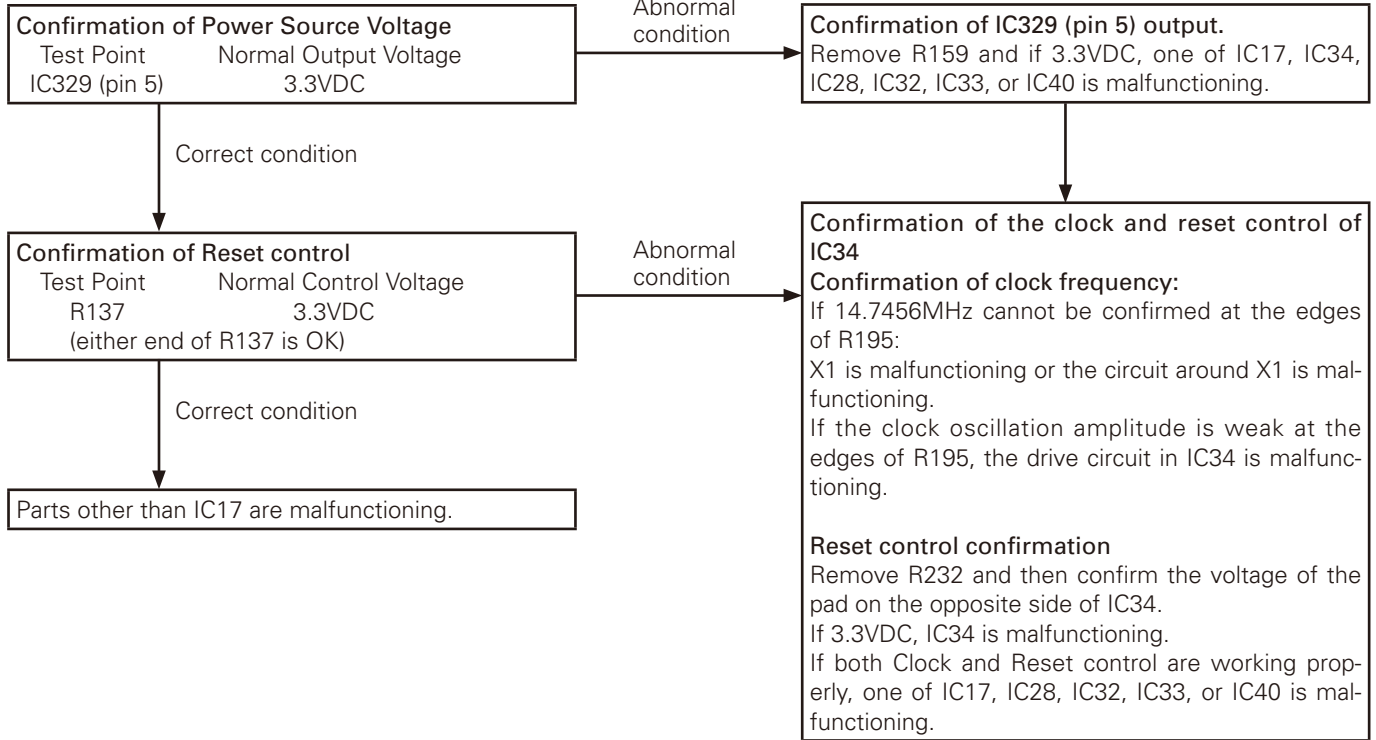 Confirmation of Power Source Voltage
Test Point Normal Output Voltage
IC329 (pin 5) 3.3VDC
Abnormal
condition
Confirmation of IC329 (pin 5) output.
Remove R159 and if 3.3VDC, one of IC17, IC34,
IC28, IC32, IC33, or IC40 is malfunctioning.
Correct condition
Confirmation of Reset control
Test Point Normal Control Voltage
R137 3.3VDC
(either end of R137 is OK)
Abnormal
condition
Confirmation of the clock and reset control of
IC34
Confirmation of clock frequency:
If 14.7456MHz cannot be confirmed at the edges
of R195:
X1 is malfunctioning or the circuit around X1 is mal-
functioning.
If the clock oscillation amplitude is weak at the
edges of R195, the drive circuit in IC34 is malfunc-
tioning.
Reset control confirmation
Remove R232 and then confirm the voltage of the
pad on the opposite side of IC34.
If 3.3VDC, IC34 is malfunctioning.
If both Clock and Reset control are working prop-
erly, one of IC17, IC28, IC32, IC33, or IC40 is mal-
functioning.
Correct condition
Parts other than IC17 are malfunctioning.